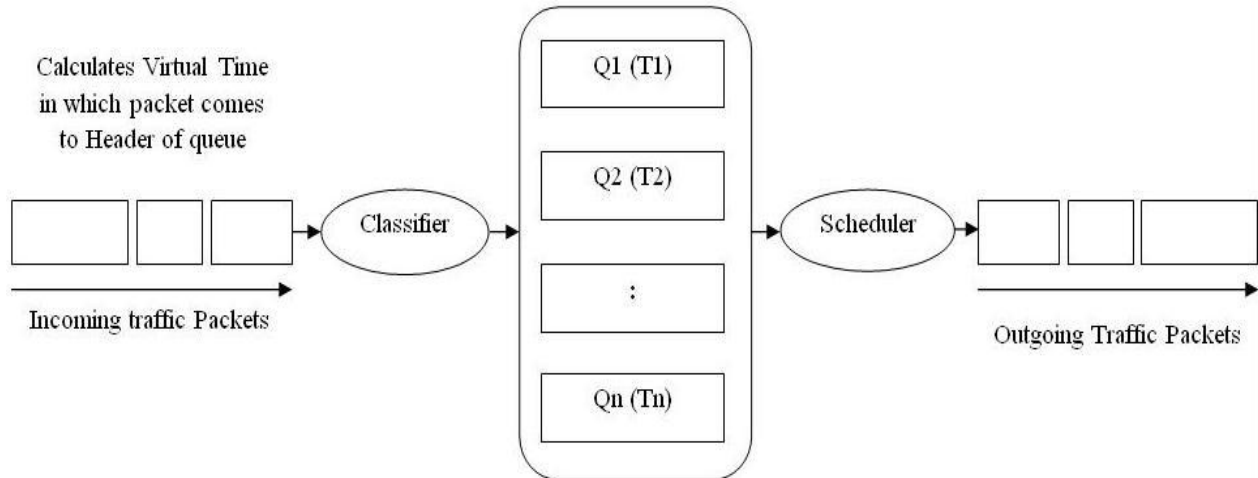 Calculates Virtual Time
in which packet comes
to Header of queue
Incoming traffic Packets
Classifier
Q1 (T1)
Q2 (T2)
:
Qn (Tn)
Scheduler
Outgoing Traffic Packets